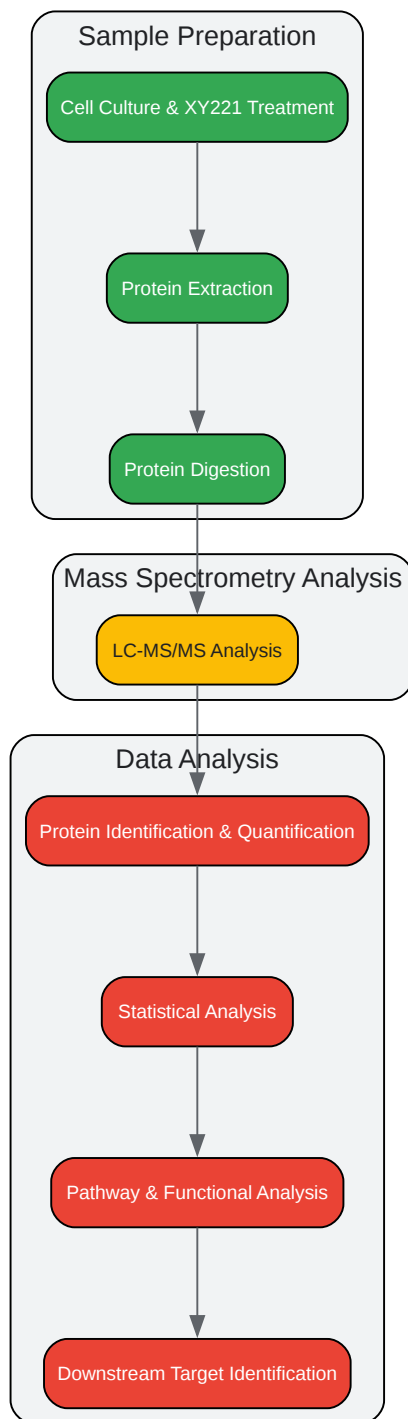 Sample Preparation
Cell Culture & XY221 Treatment
Protein Extraction
Protein Digestion
Mass Spectrometry Analysis
LC-MS/MS Analysis
Data Analysis
Protein Identification & Quantification
Statistical Analysis
Pathway & Functional Analysis
Downstream Target Identification